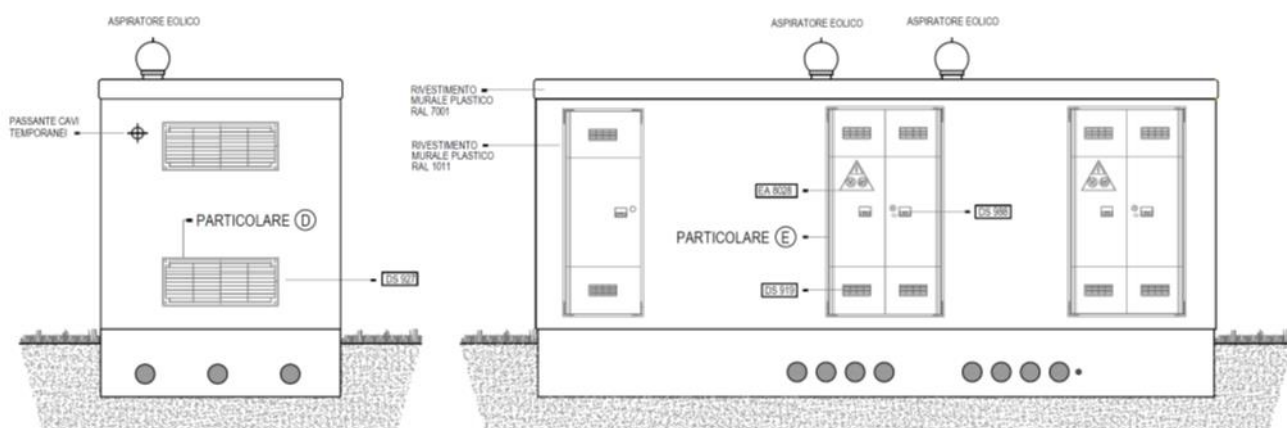 ASPIRATORE EOLICO
PASSANTE CAVI
TEMPORANEI
PARTICOLARE D
DS 927
ASPIRATORE EOLICO
ASPIRATORE EOLICO
RIVESTIMENTO
MURALE PLASTICO
RAL 7001
RIVESTIMENTO
MURALE PLASTICO
RAL 1011
EA 8028
DS 988
PARTICOLARE E
DS 919